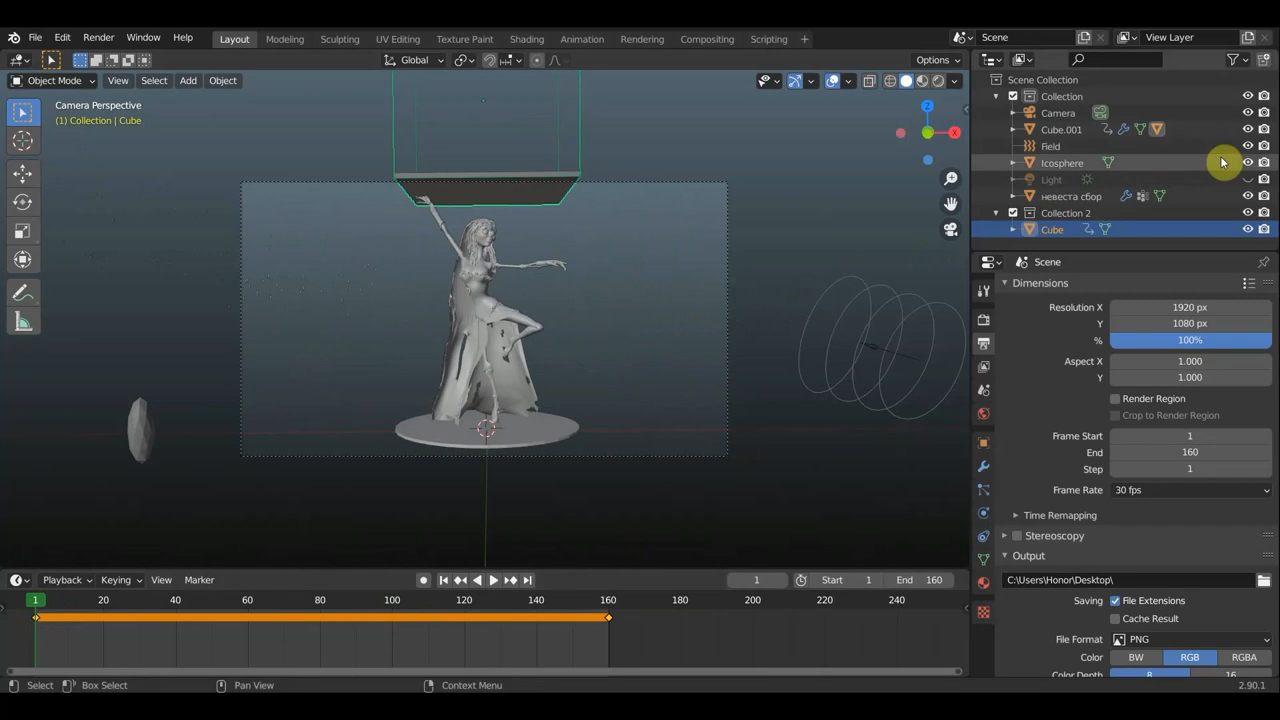 File Edit Render Window Help Layout Modeling Sculpting UV Editing Texture Paint Shading Animation Rendering Compositing Scripting + Scene View Layer
Global Options
Object Mode View Select Add Object
Camera Perspective
(1) Collection | Cube
Z
X
Scene Collection
Collection
Camera
Cube.001
Field
Icosphere
Light
невеста сбор
Collection 2
Cube
Scene
Dimensions
Resolution X 1920 px
Y 1080 px
% 100%
Aspect X 1.000
Y 1.000
Render Region
Crop to Render Region
Frame Start 1
End 160
Step 1
Frame Rate 30 fps
Time Remapping
Stereoscopy
Output
C:\Users\Honor\Desktop\
Saving File Extensions
Cache Result
File Format PNG
Color BW RGB RGBA
Color Depth 8 16
Playback Keying View Marker 1 Start 1 End 160
1 20 40 60 80 100 120 140 160 180 200 220 240
Select Box Select Pan View Context Menu 2.90.1